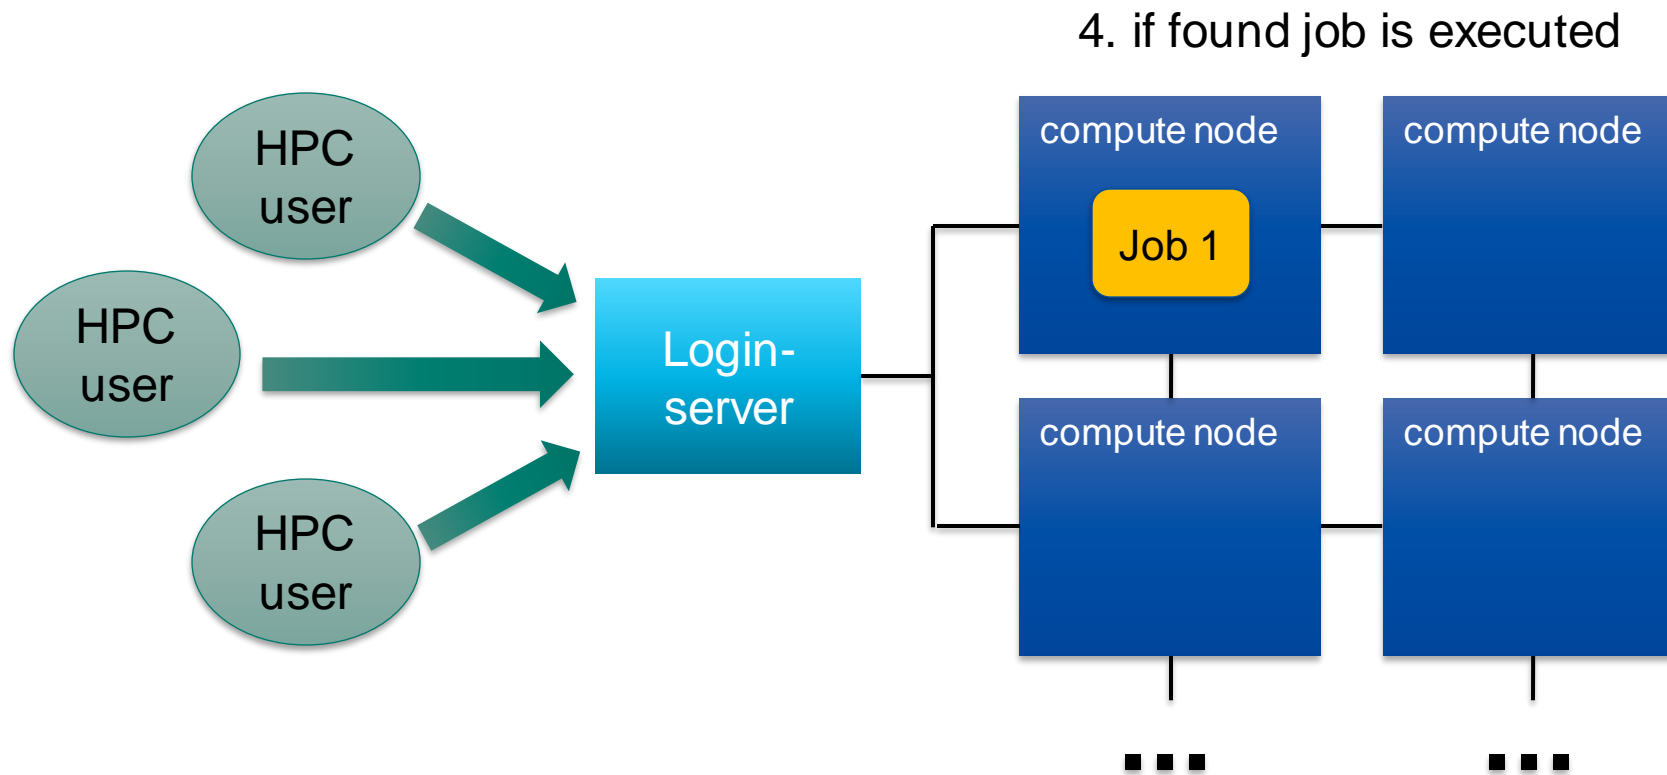 4. if found job is executed
HPC
user
HPC
user
HPC
user
Login-
server
compute node
Job 1
compute node
compute node
compute node
...
...